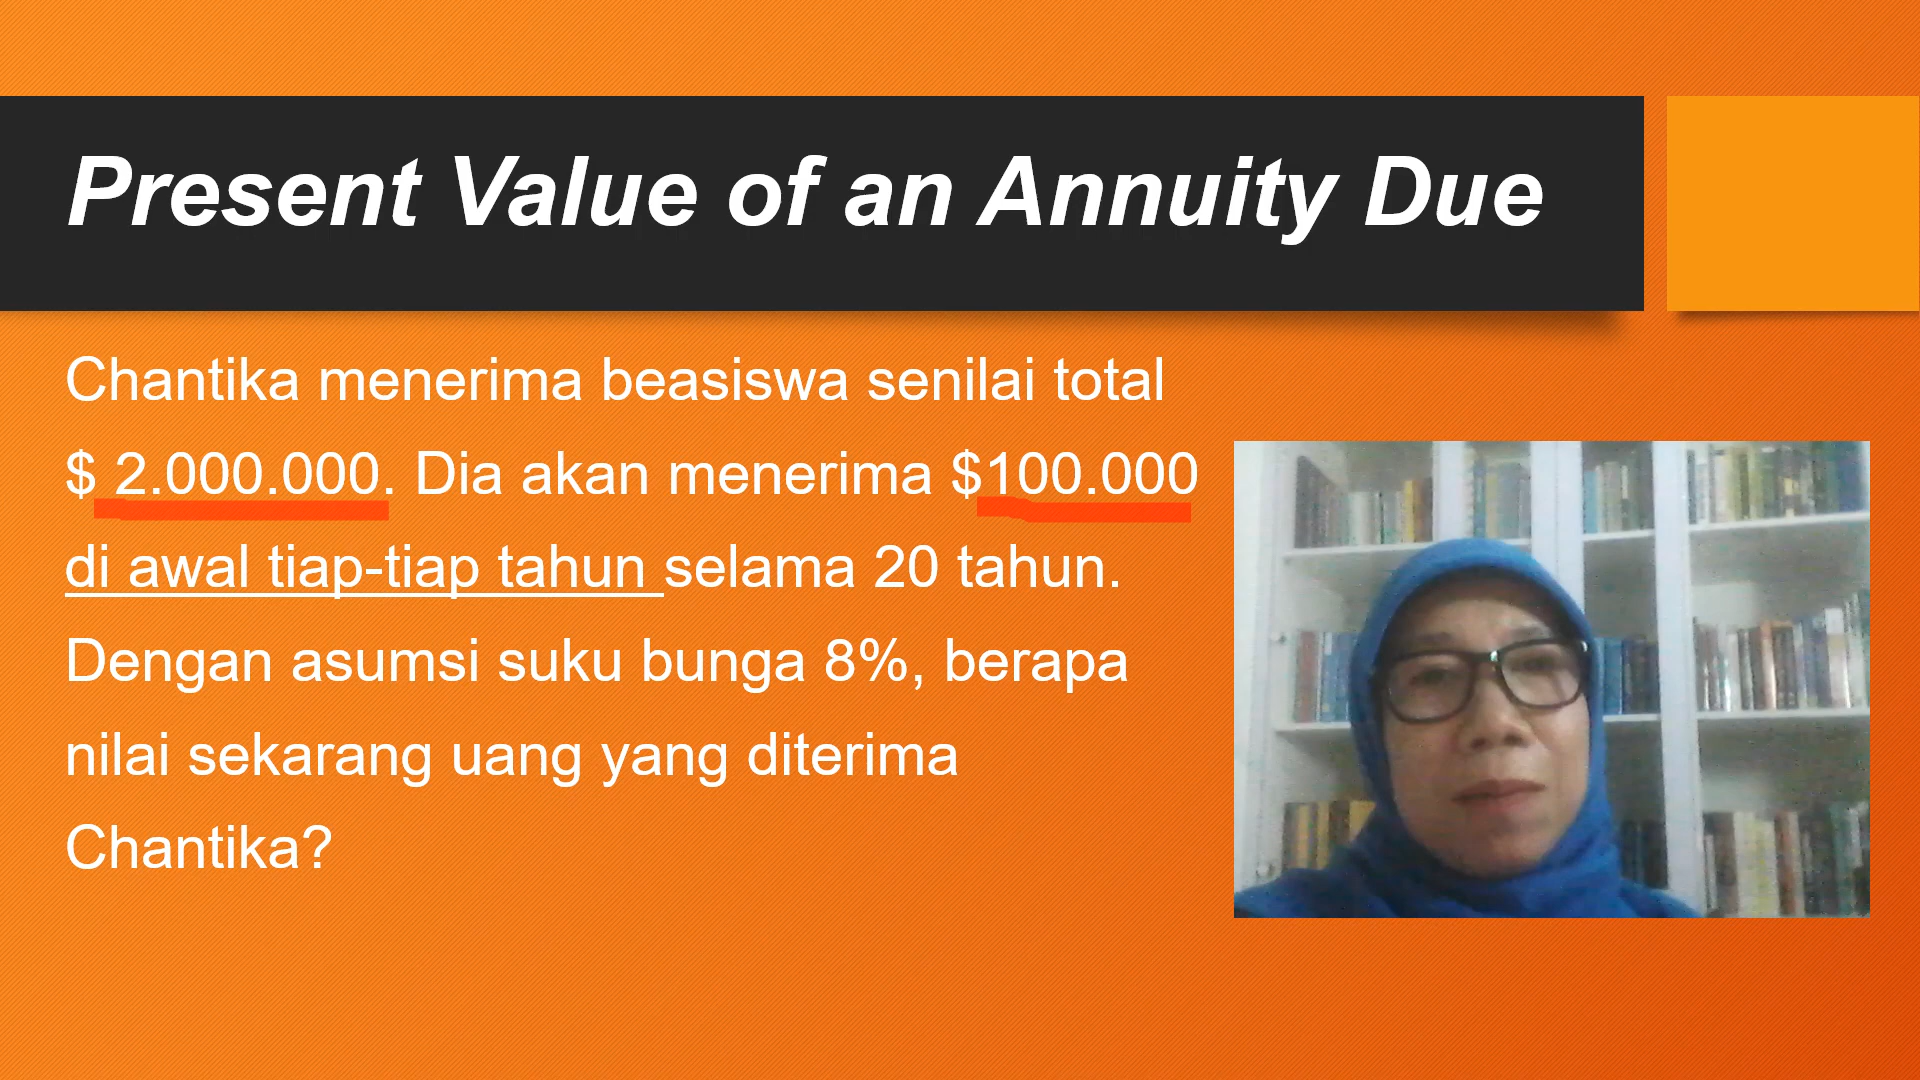 Present Value of an Annuity Due
Chantika menerima beasiswa senilai total
$ 2.000.000. Dia akan menerima $100.000
di awal tiap-tiap tahun selama 20 tahun.
Dengan asumsi suku bunga 8%, berapa
nilai sekarang uang yang diterima
Chantika?